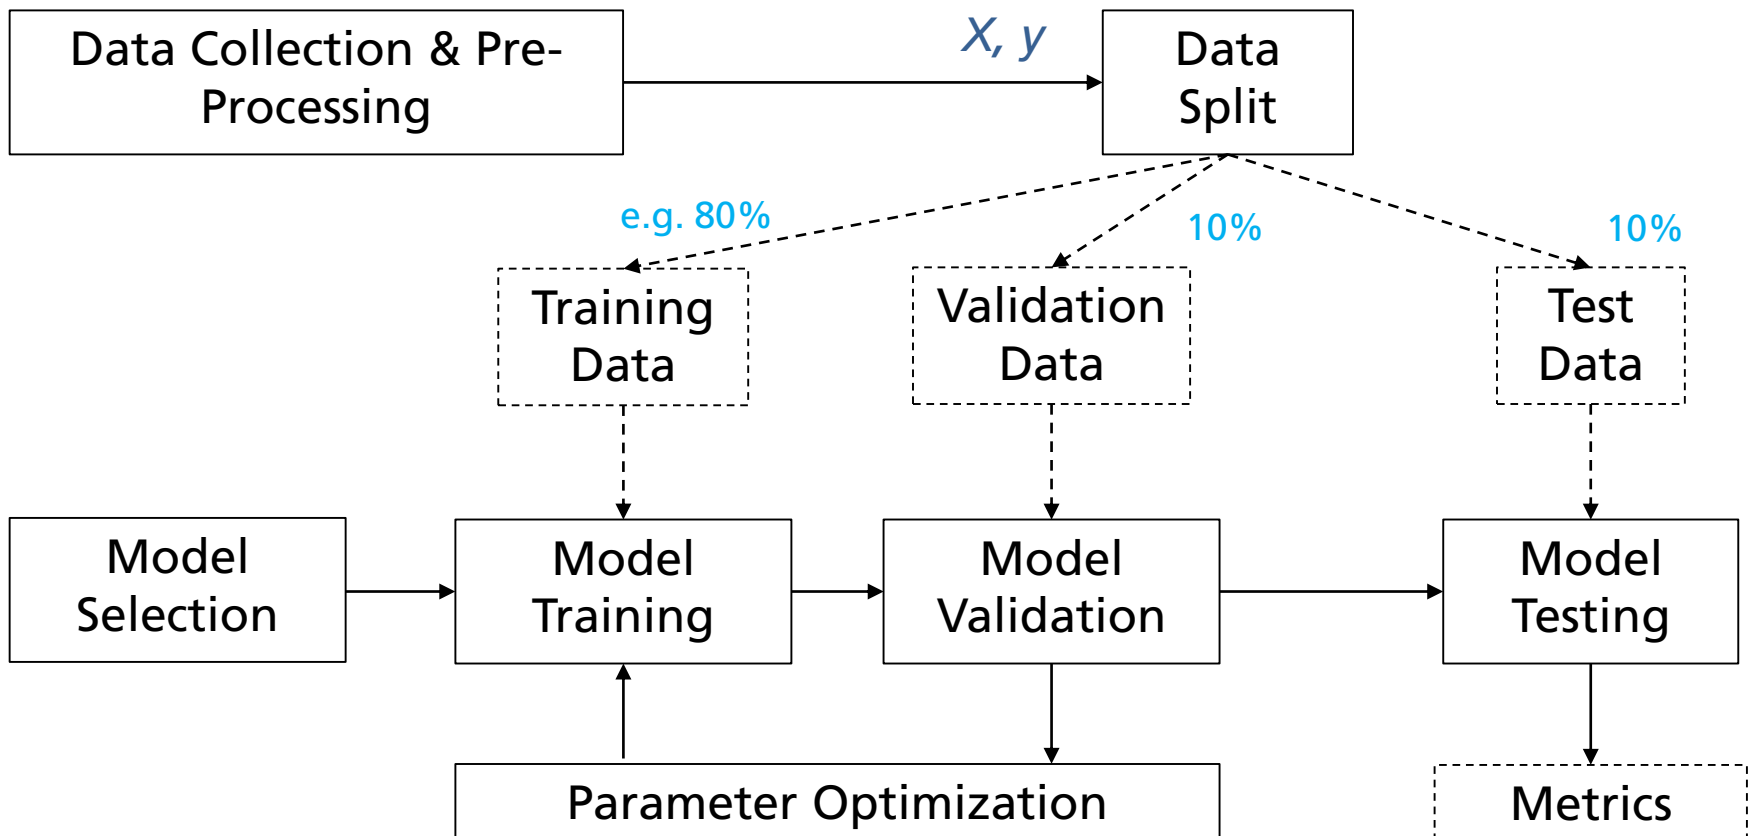 Data Collection & Pre-
Processing
X, y
Data
Split
e.g. 80%
10%
10%
Training
Data
Validation
Data
Test
Data
Model
Selection
Model
Training
Model
Validation
Model
Testing
Parameter Optimization
Metrics